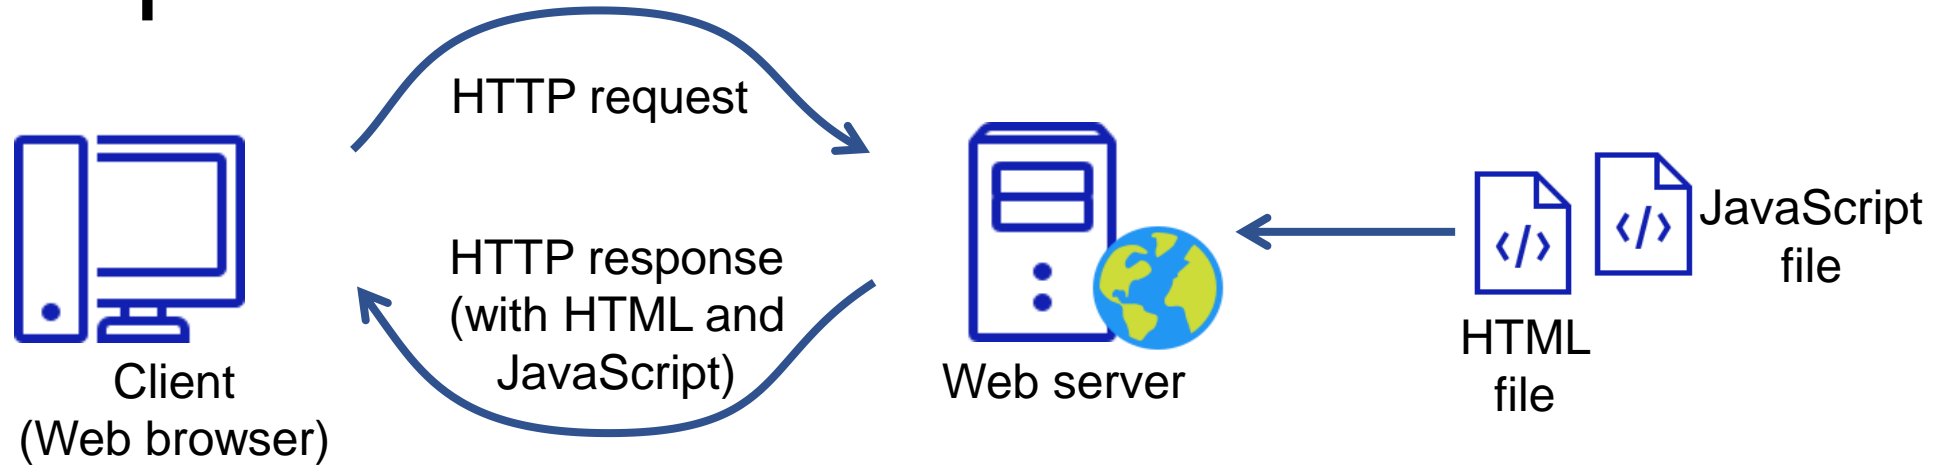 HTTP request
HTTP response
(with HTML and
JavaScript)
Client
(Web browser)
Web server
</>
</>
JavaScript
file
HTML
file